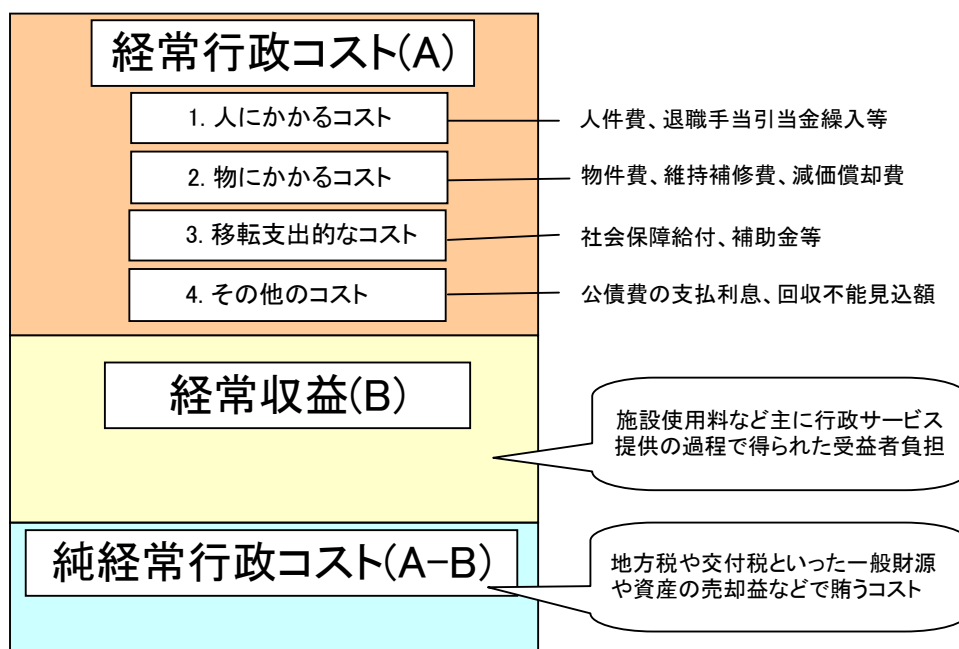 経常行政コスト(A)
1. 人にかかるコスト
人件費、退職手当引当金繰入等
2. 物にかかるコスト
物件費、維持補修費、減価償却費
3. 移転支出的なコスト
社会保障給付、補助金等
4. その他のコスト
公債費の支払利息、回収不能見込額
経常収益(B)
施設使用料など主に行政サービス
提供の過程で得られた受益者負担
純経常行政コスト(A-B)
地方税や交付税といった一般財源
や資産の売却益などで賄うコスト